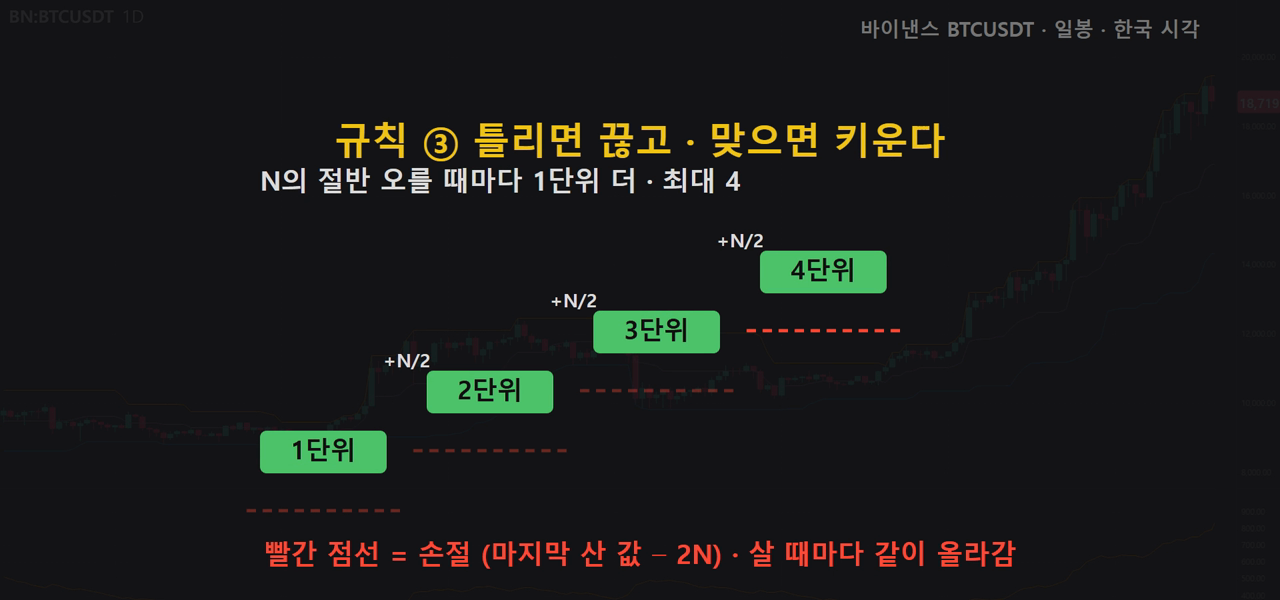 BN:BTCUSDT 1D
바이낸스 BTCUSDT · 일봉 · 한국 시각
규칙 ③ 틀리면 끊고 · 맞으면 키운다
N의 절반 오를 때마다 1단위 더 · 최대 4
+N/2
4단위
+N/2
3단위
+N/2
2단위
1단위
빨간 점선 = 손절 (마지막 산 값 – 2N) · 살 때마다 같이 올라감